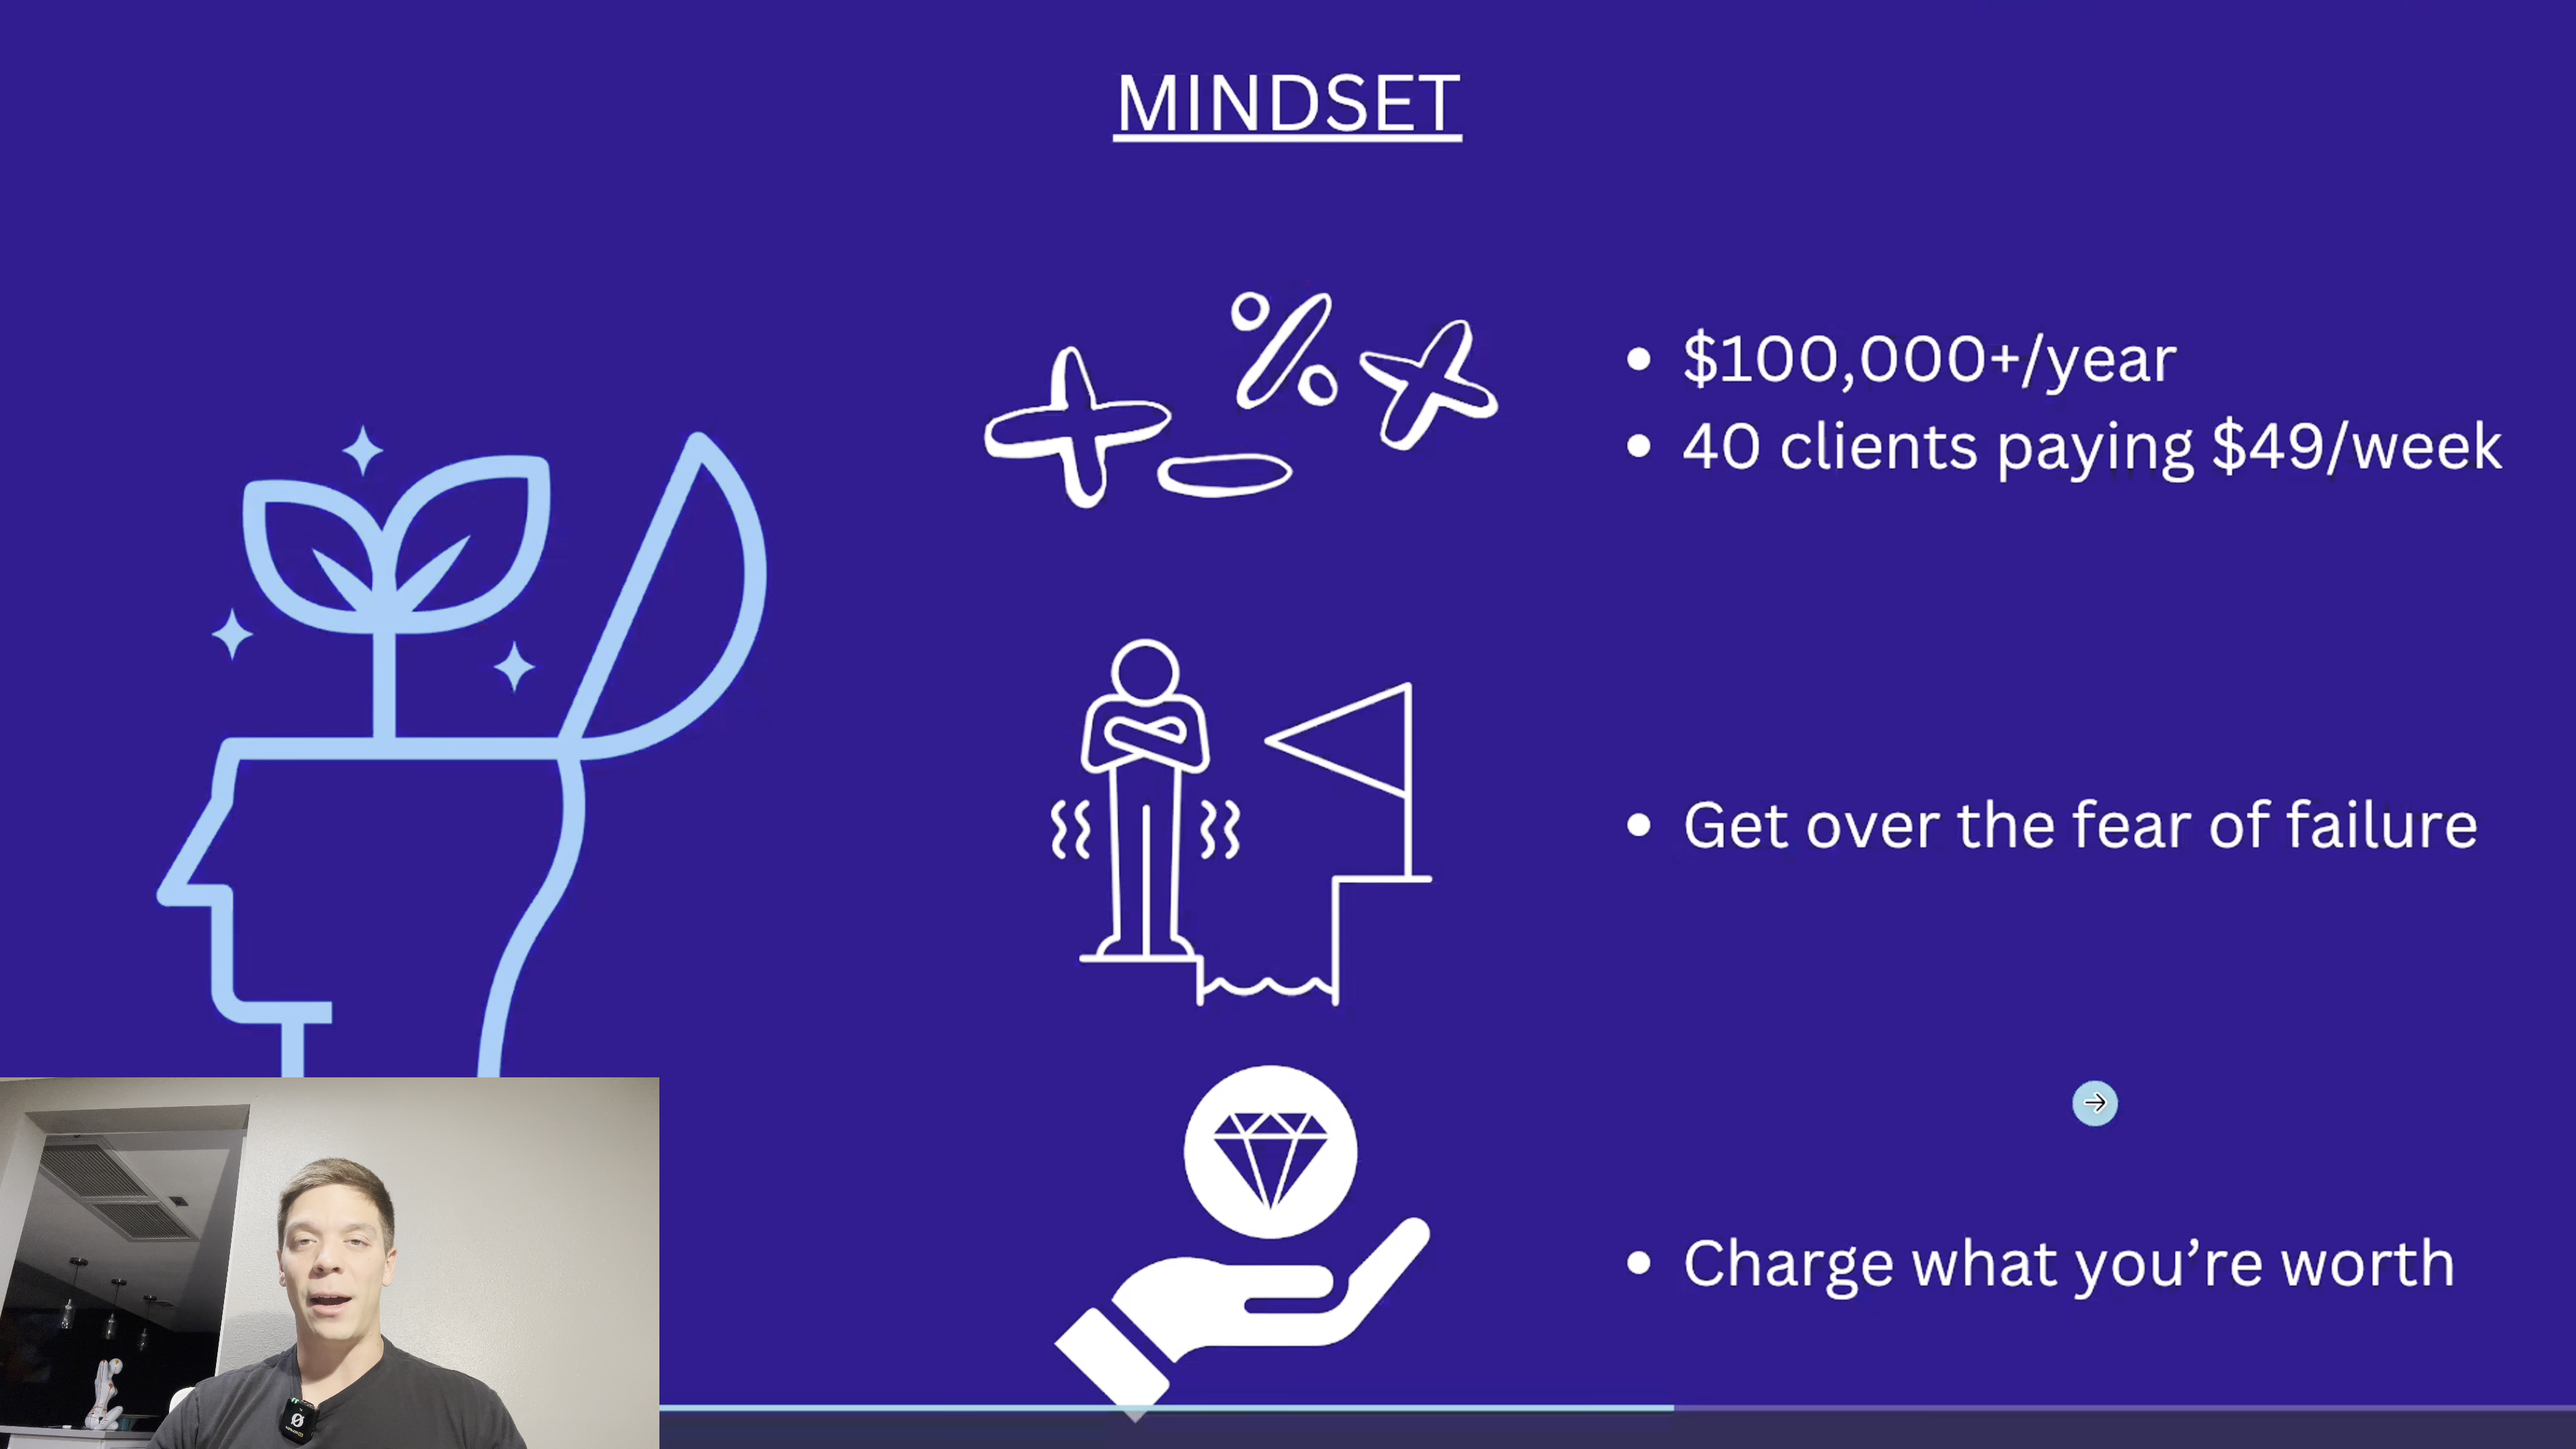 MINDSET
$100,000+/year
40 clients paying $49/week
Get over the fear of failure
Charge what you’re worth